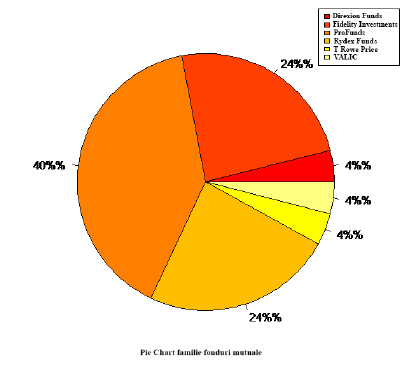 Direxion Funds
Fidelity Investments
ProFunds
Rydex Funds
T Rowe Price
VALIC
24%%
40%%
4%%
4%%
4%%
24%%
Pie Chart familie fonduri mutuale